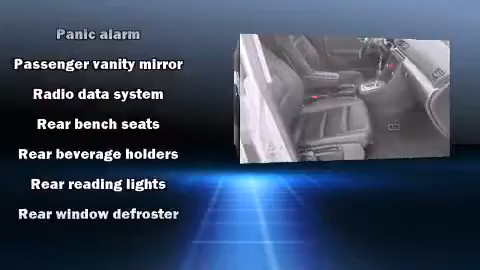 Panic alarm
Passenger vanity mirror
Radio data system
Rear bench seats
Rear beverage holders
Rear reading lights
Rear window defroster